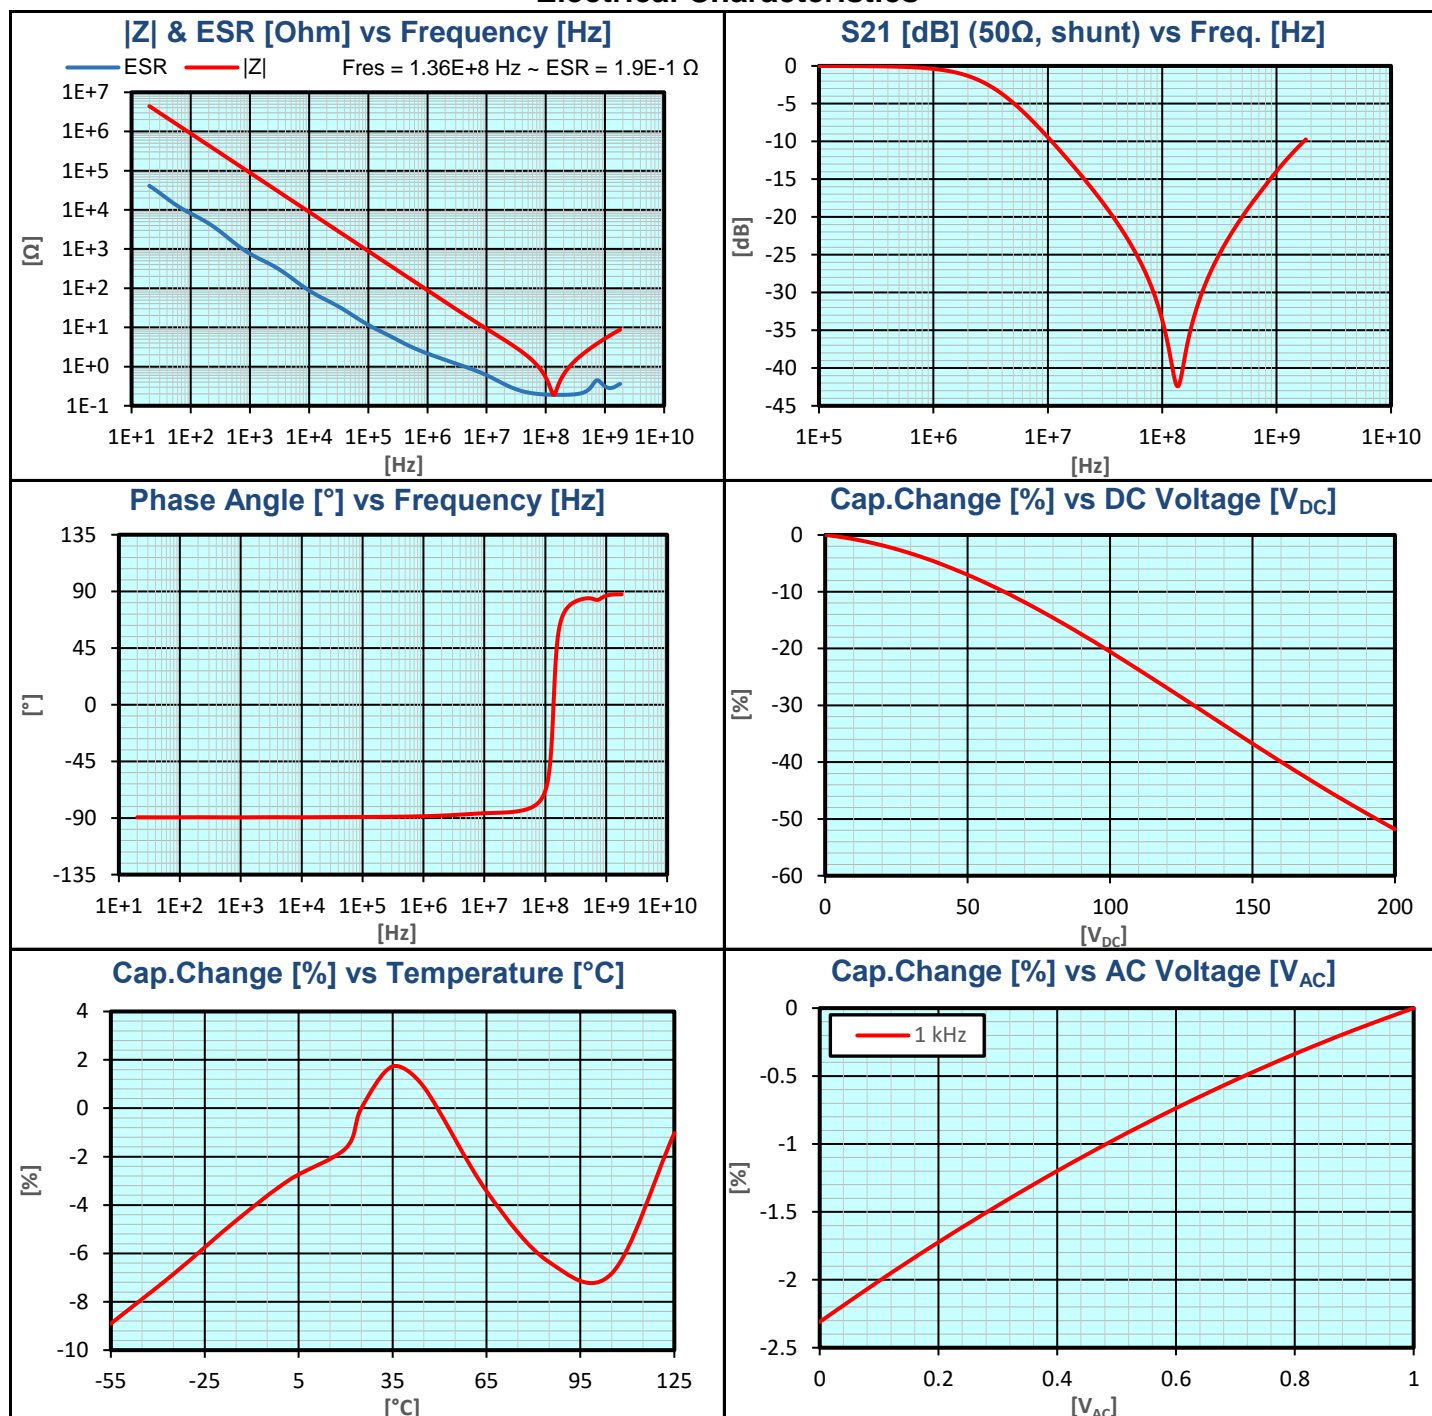 Electrical Characteristics
|Z| & ESR [Ohm] vs Frequency [Hz]
ESR |Z| Fres = 1.36E+8 Hz ~ ESR = 1.9E-1 Ω
1E+7
1E+6
1E+5
1E+4
1E+3
1E+2
1E+1
1E+0
1E-1
[Ω]
1E+1 1E+2 1E+3 1E+4 1E+5 1E+6 1E+7 1E+8 1E+9 1E+10
[Hz]
S21 [dB] (50Ω, shunt) vs Freq. [Hz]
0
-5
-10
-15
-20
-25
-30
-35
-40
-45
[dB]
1E+5 1E+6 1E+7 1E+8 1E+9 1E+10
[Hz]
Phase Angle [°] vs Frequency [Hz]
135
90
45
0
-45
-90
-135
[°]
1E+1 1E+2 1E+3 1E+4 1E+5 1E+6 1E+7 1E+8 1E+9 1E+10
[Hz]
Cap.Change [%] vs DC Voltage [VDC]
0
-10
-20
-30
-40
-50
-60
[%]
0 50 100 150 200
[VDC]
Cap.Change [%] vs Temperature [°C]
4
2
0
-2
-4
-6
-8
-10
[%]
-55 -25 5 35 65 95 125
[°C]
Cap.Change [%] vs AC Voltage [VAC]
1 kHz
0
-0.5
-1
-1.5
-2
-2.5
[%]
0 0.2 0.4 0.6 0.8 1
[VAC]